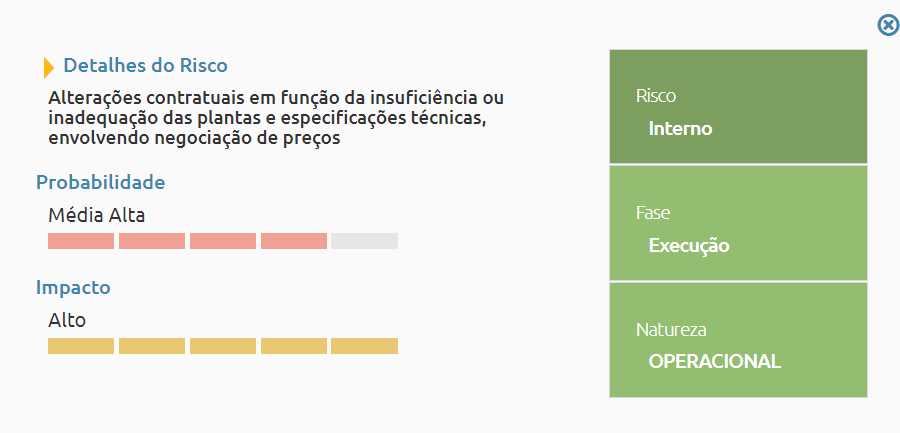 Detalhes do Risco
Alterações contratuais em função da insuficiência ou
inadequação das plantas e especificações técnicas,
envolvendo negociação de preços
Probabilidade
Média Alta
Impacto
Alto
Risco
Interno
Fase
Execução
Natureza
OPERACIONAL